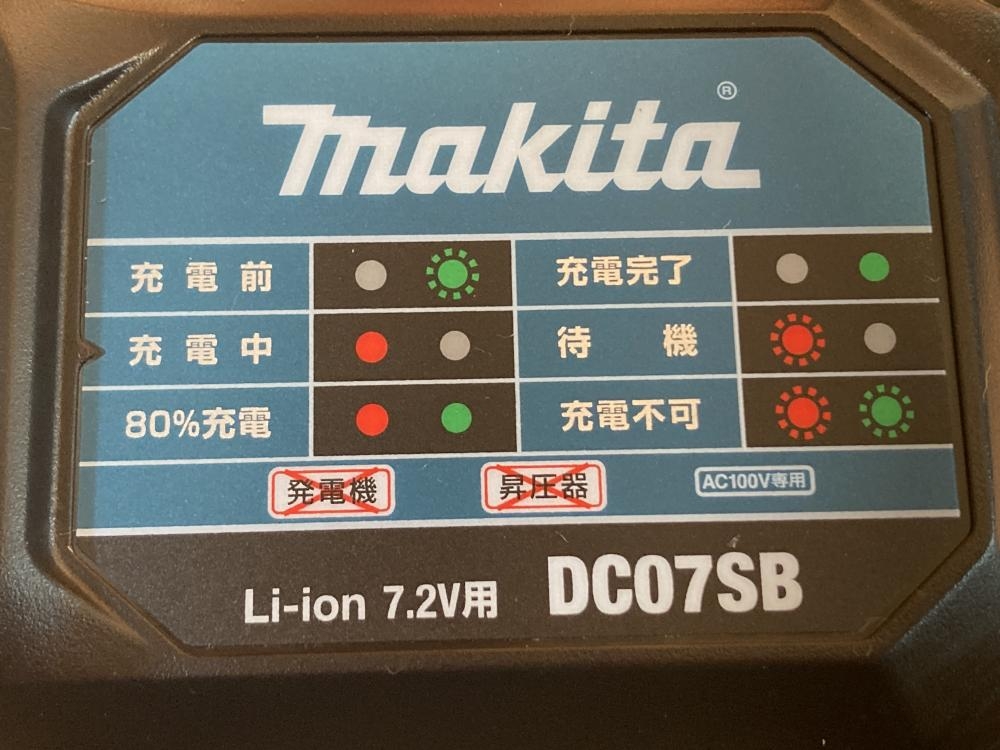 makita®
充電前 充電完了
充電中 待機
80%充電 充電不可
発電機 昇圧器 AC100V専用
Li-ion 7.2V用 DC07SB